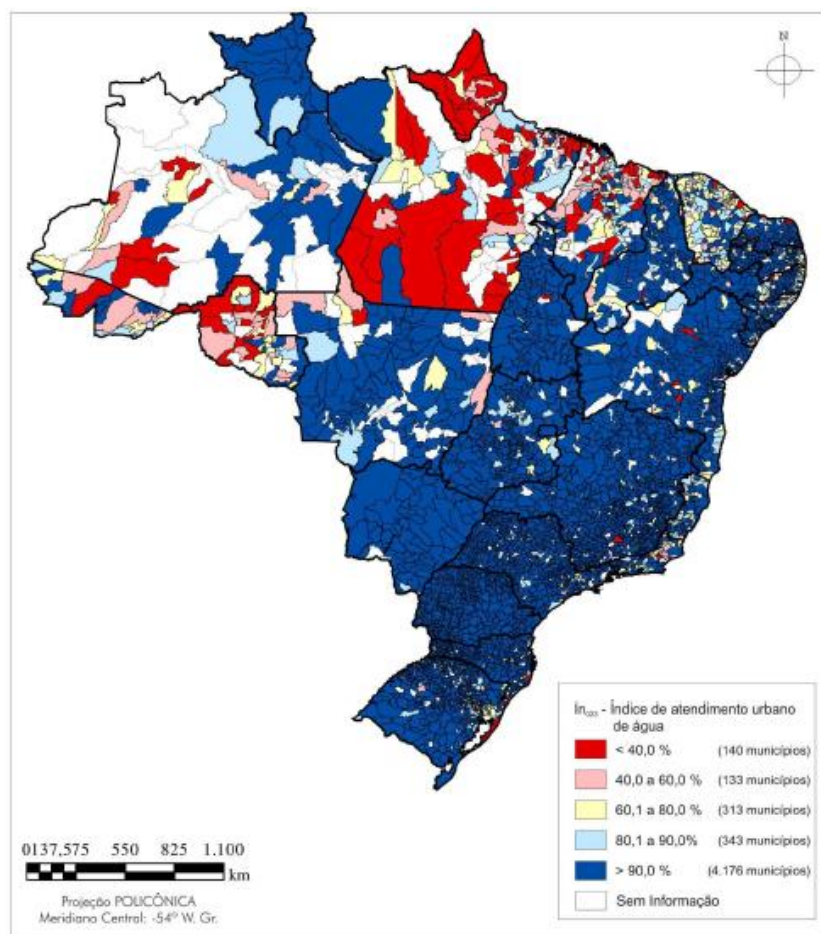 N
In₀₂₃ - Índice de atendimento urbano
de água
< 40,0 % (140 municípios)
40,0 a 60,0 % (133 municípios)
60,1 a 80,0 % (313 municípios)
80,1 a 90,0% (343 municípios)
> 90,0 % (4.176 municípios)
Sem Informação
0137,575 550 825 1.100
km
Projeção POLICÔNICA
Meridiano Central: -54º W. Gr.